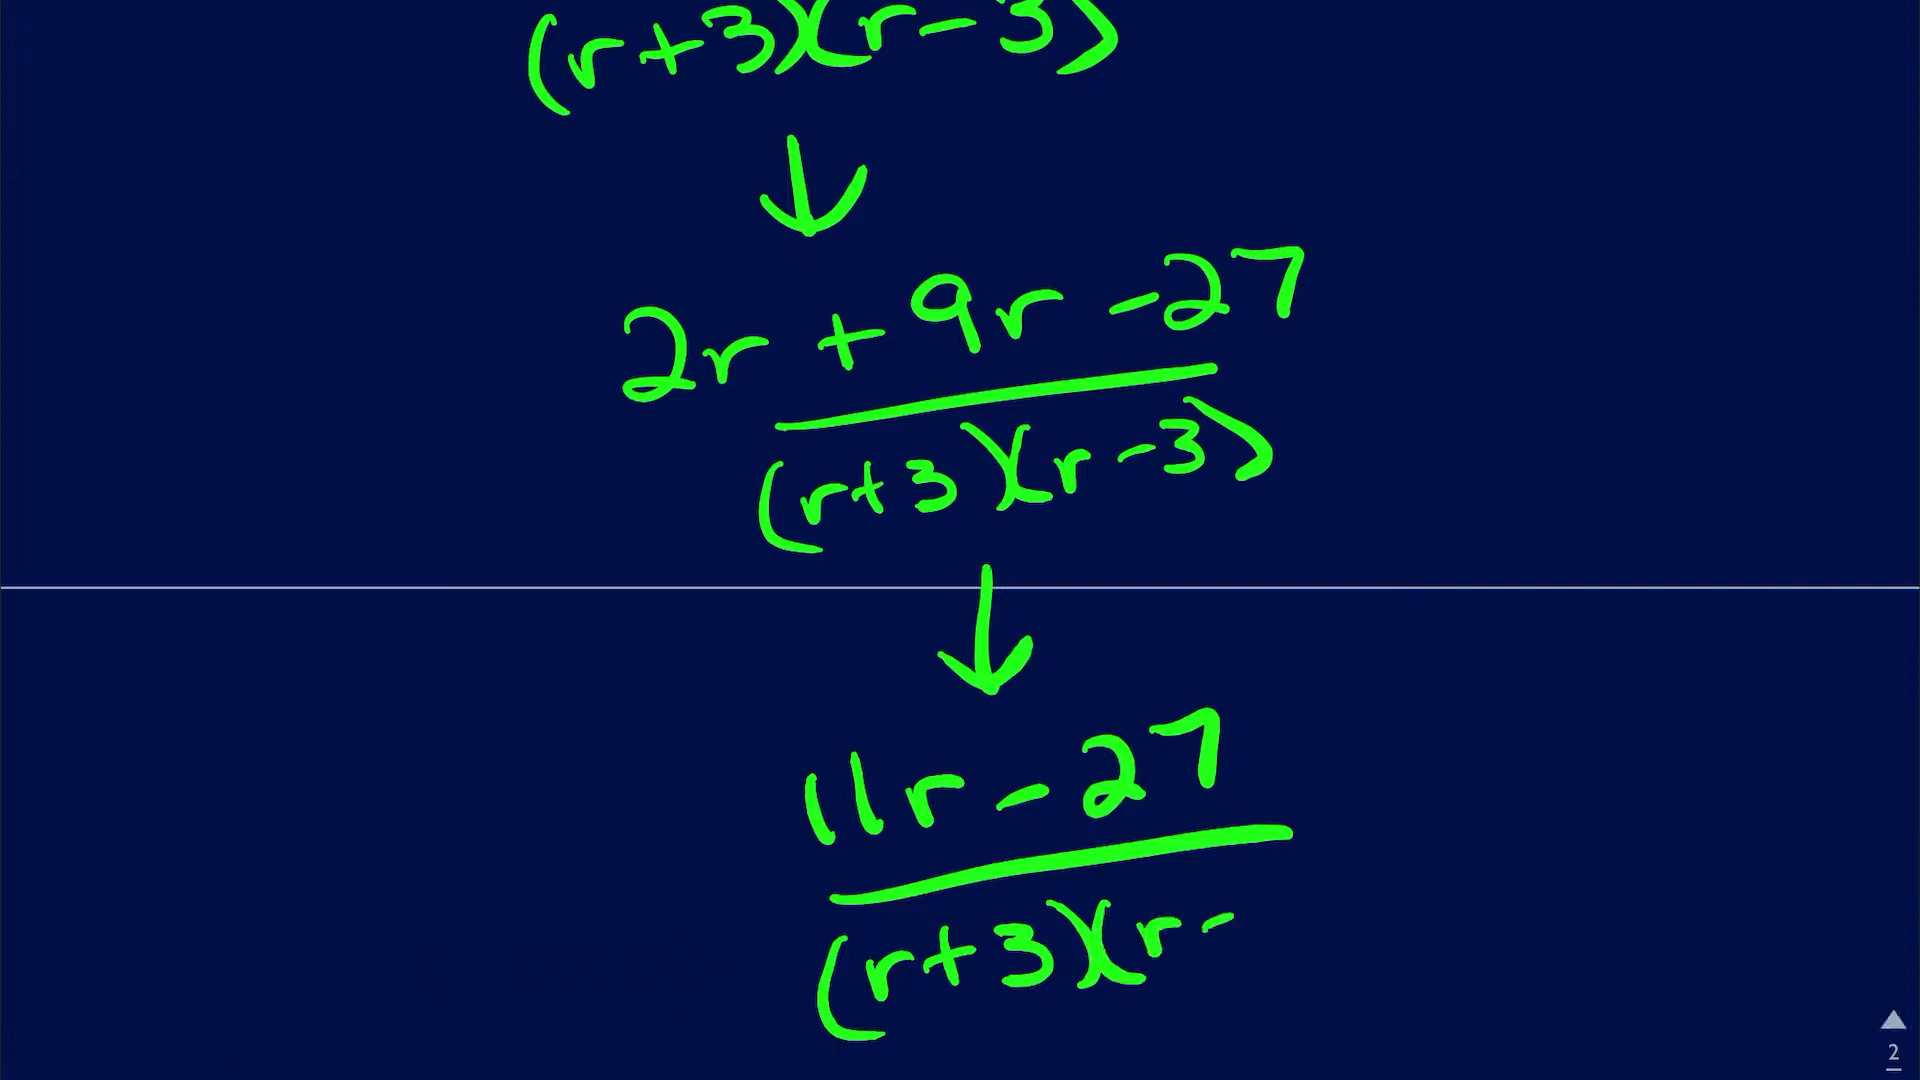 (r+3)(r-3)
2r + 9r - 27
(r+3)(r-3)
11r - 27
(r+3)(r-
2